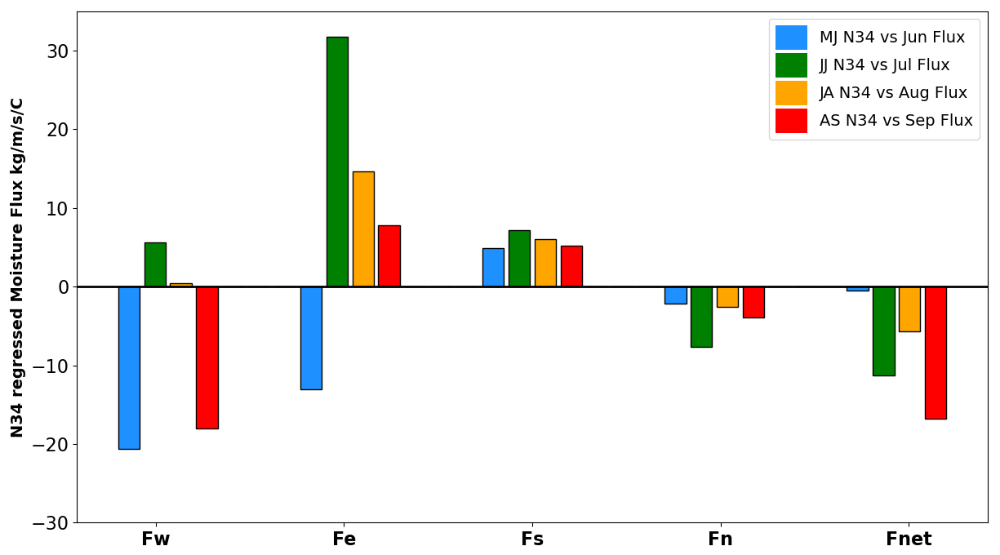 N34 regressed Moisture Flux kg/m/s/C
30
20
10
0
−10
−20
−30
Fw Fe Fs Fn Fnet
MJ N34 vs Jun Flux
JJ N34 vs Jul Flux
JA N34 vs Aug Flux
AS N34 vs Sep Flux